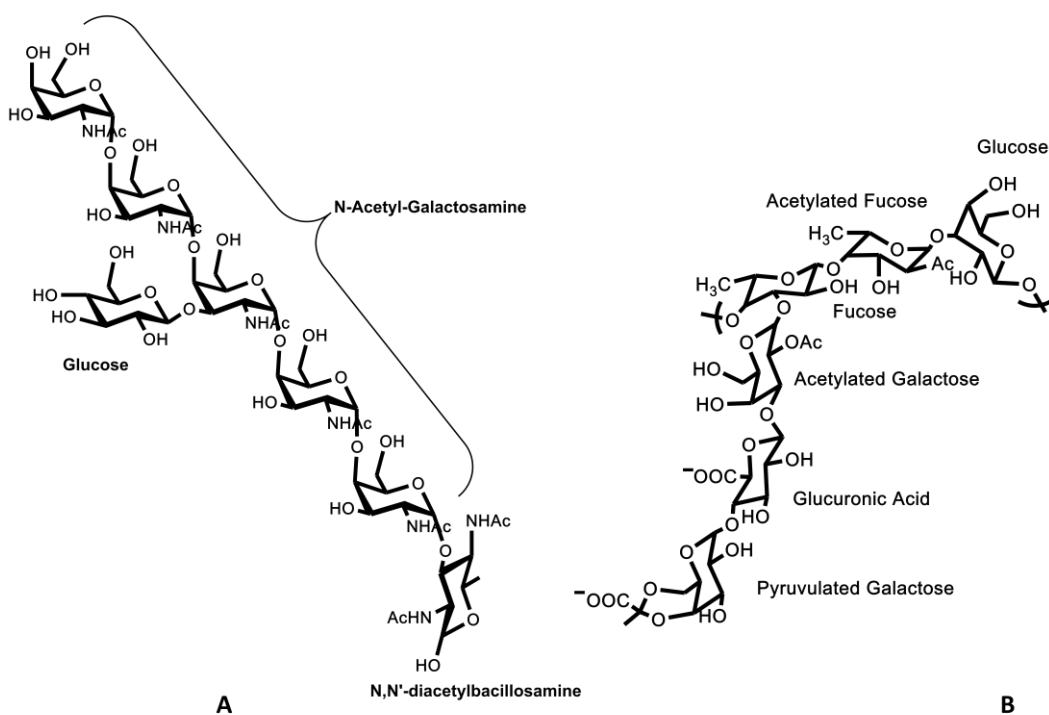 OH
OH
O
HO
NHAc
O
OH
O
HO
NHAc
O
OH
O
NHAc
O
OH
HO
HO
O
OH
O
Glucose
OH
O
HO
NHAc
O
OH
O
HO
NHAc
O
NHAc
AcHN
O
HO
N-Acetyl-Galactosamine
N,N'-diacetylbacillosamine
A
Glucose
OH
OH
O
HO
O
Acetylated Fucose
H3C
O
O
Ac
OH
O
H3C
O
OH
O
Fucose
O
OAc
O
HO
HO
Acetylated Galactose
O
O
OH
−OOC
HO
Glucuronic Acid
O
O
OH
HO
O
O
−OOC
Pyruvulated Galactose
B